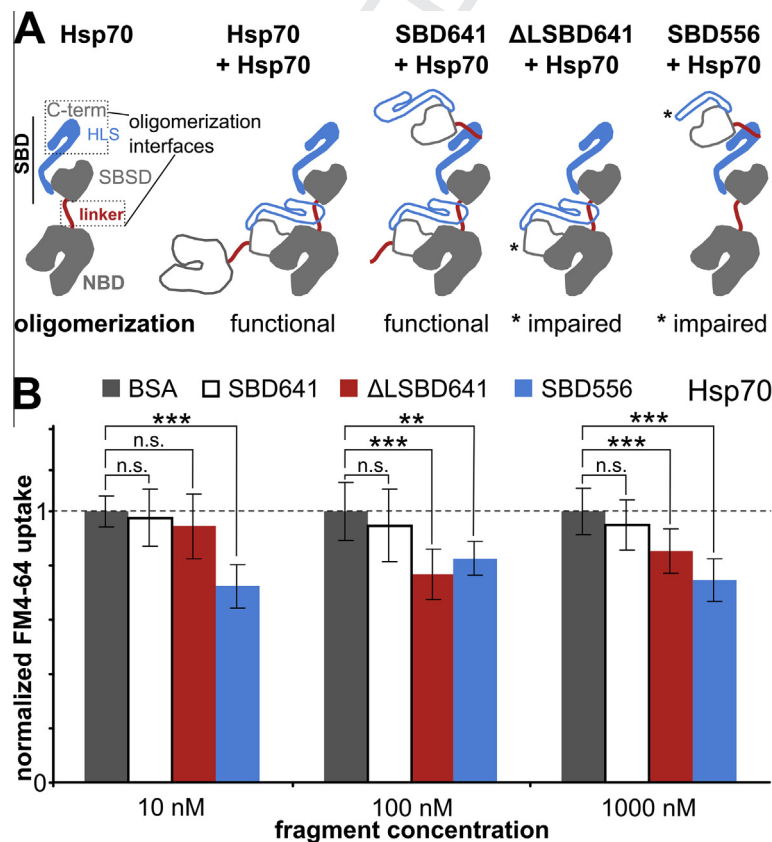 A
Hsp70
Hsp70
+ Hsp70
SBD641
+ Hsp70
ΔLSBD641
+ Hsp70
SBD556
+ Hsp70
C-term
HLS
oligomerization
interfaces
SBD
SBSD
linker
NBD
*
*
oligomerization
functional
functional
* impaired
* impaired
B
BSA
SBD641
ΔLSBD641
SBD556
Hsp70
***
n.s.
n.s.
**
***
n.s.
***
***
n.s.
normalized FM4-64 uptake
1
0
10 nM
100 nM
1000 nM
fragment concentration